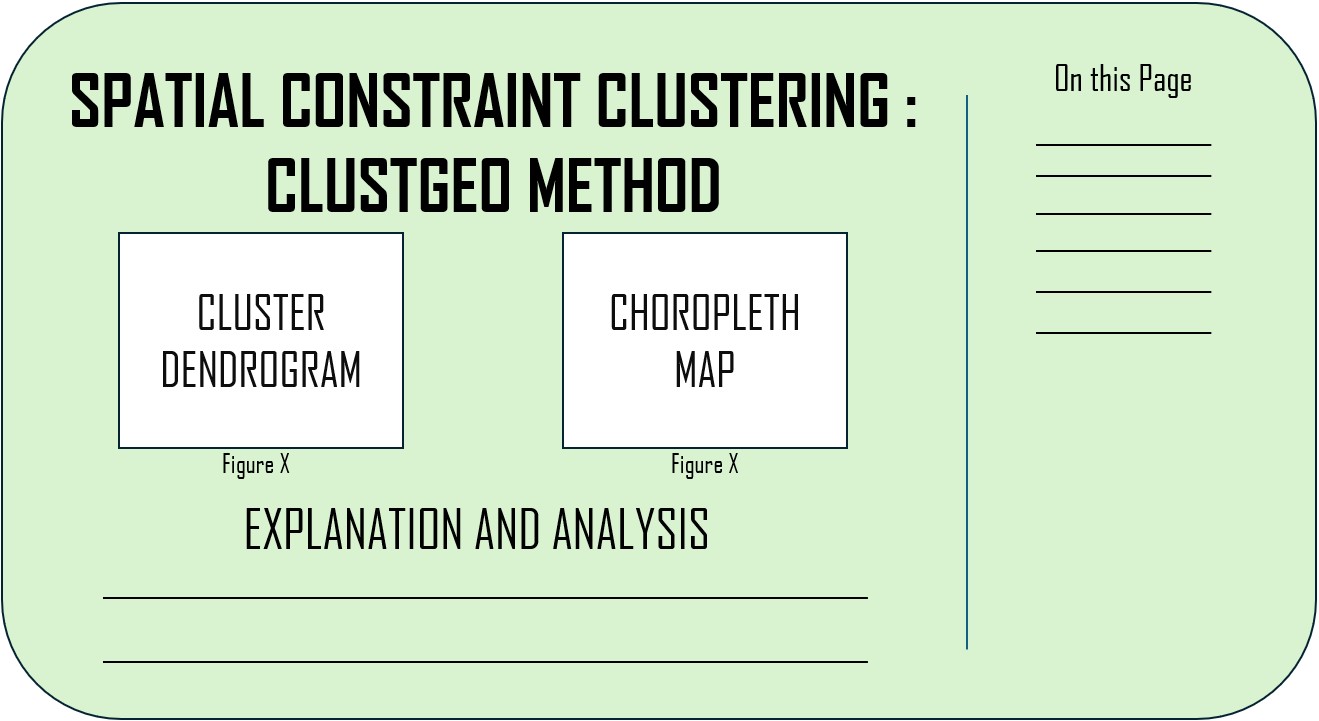 SPATIAL CONSTRAINT CLUSTERING :
CLUSTGEO METHOD
CLUSTER
DENDROGRAM
Figure X
CHOROPLETH
MAP
Figure X
EXPLANATION AND ANALYSIS
On this Page